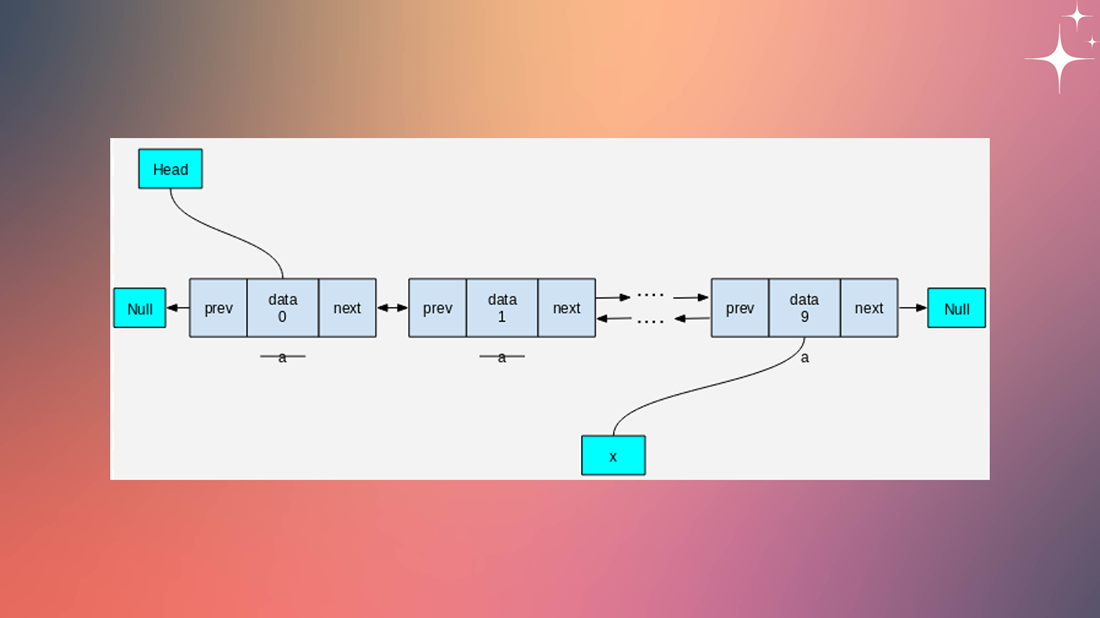 Head
Null
prev
data
0
next
prev
data
1
next
....
....
prev
data
9
next
Null
a
a
a
x